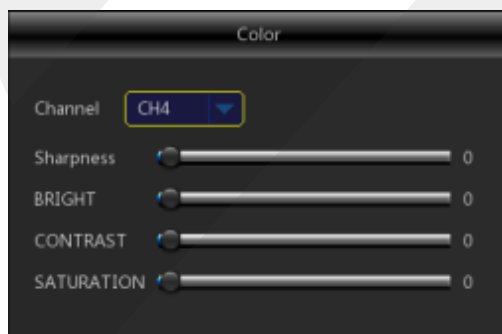 Color
Channel CH4
Sharpness 0
BRIGHT 0
CONTRAST 0
SATURATION 0